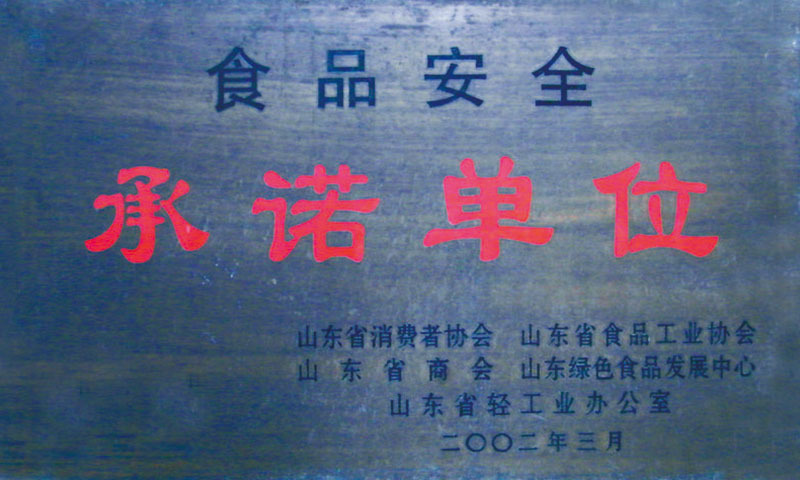 食品安全
承诺单位
山东省消费者协会 山东省食品工业协会
山东省商会 山东绿色食品发展中心
山东省轻工业办公室
二〇〇二年三月